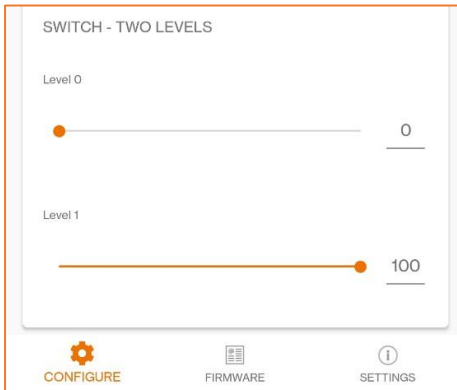 SWITCH - TWO LEVELS
Level 0
0
Level 1
100
CONFIGURE
FIRMWARE
SETTINGS